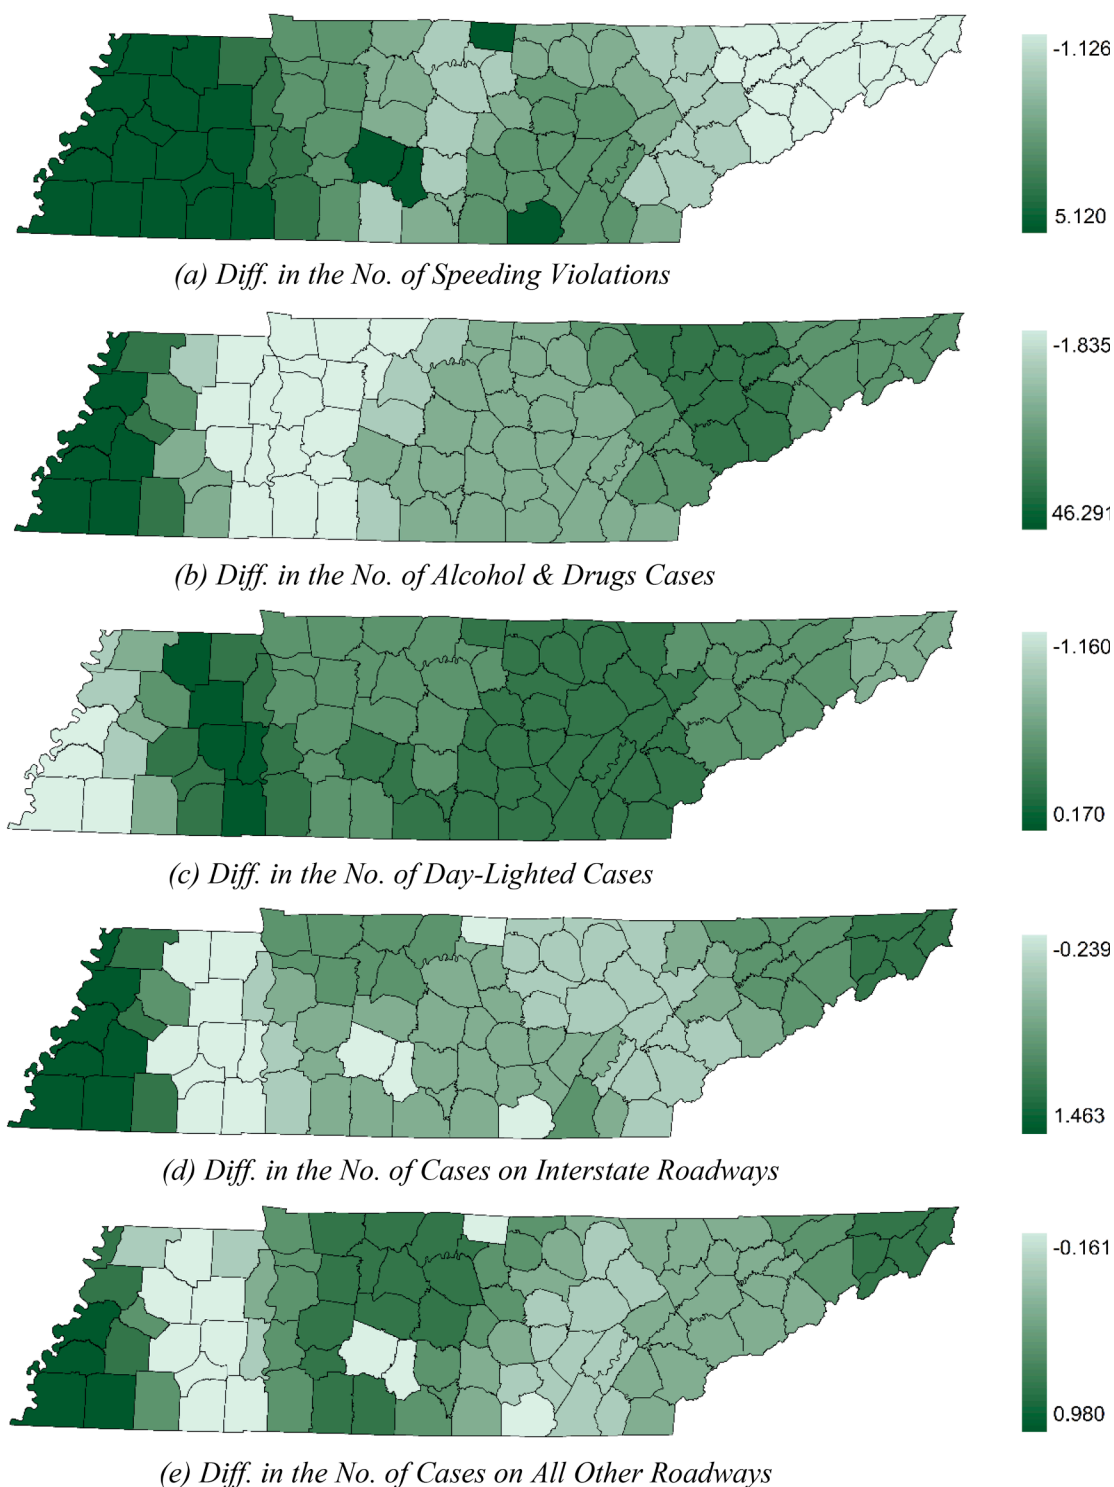 -1.126
5.120
(a) Diff. in the No. of Speeding Violations
-1.835
46.291
(b) Diff. in the No. of Alcohol & Drugs Cases
-1.160
0.170
(c) Diff. in the No. of Day-Lighted Cases
-0.239
1.463
(d) Diff. in the No. of Cases on Interstate Roadways
-0.161
0.980
(e) Diff. in the No. of Cases on All Other Roadways